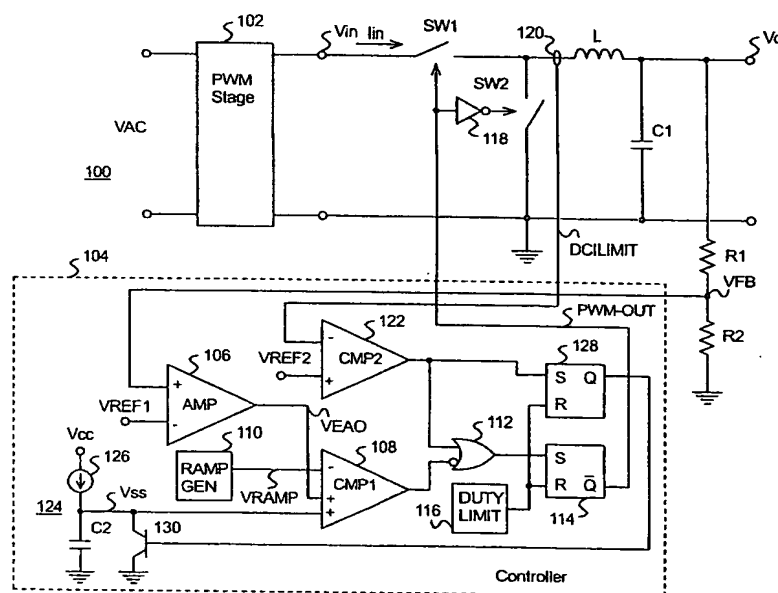 102
PWM
Stage
VAC
100
Vin
Iin
SW1
120
L
SW2
118
C1
DCILIMIT
R1
VFB
R2
104
PWM-OUT
122
-
CMP2
+
VREF2
106
+
AMP
-
VREF1
VEAO
128
S Q
R
112
110
RAMP
GEN
VRAMP
108
-
CMP1
+
+
S
R Q
114
DUTY
LIMIT
116
Vcc
126
124
Vss
C2
130
Controller